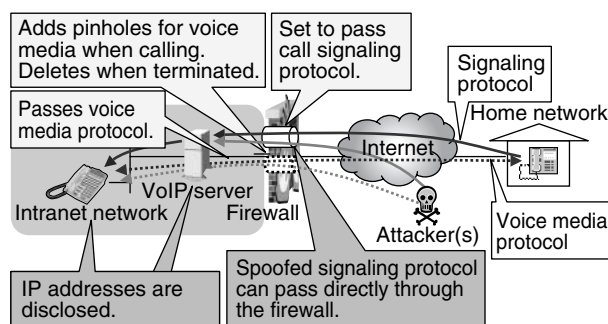 Adds pinholes for voice
media when calling.
Deletes when terminated.
Set to pass
call signaling
protocol.
Signaling
protocol
Passes voice
media protocol.
Home network
Internet
VoIP server
Intranet network
Firewall
Attacker(s)
Voice media
protocol
IP addresses are
disclosed.
Spoofed signaling protocol
can pass directly through
the firewall.